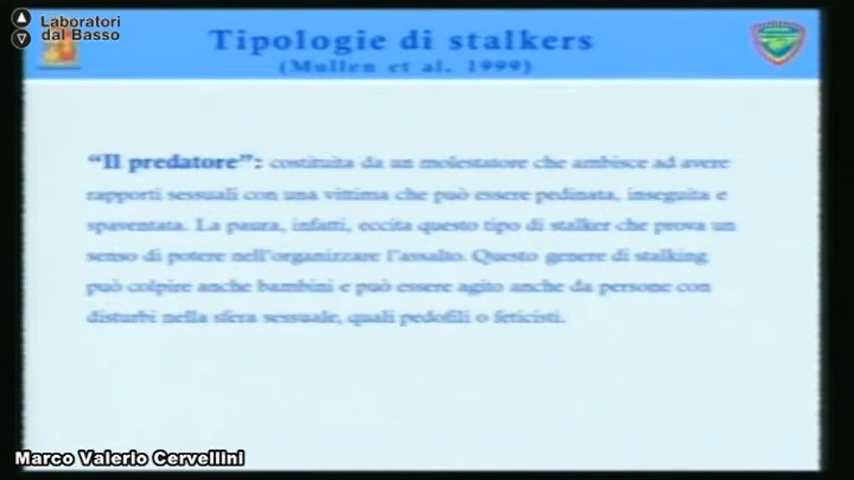 Laboratori
dal Basso
Tipologie di stalkers
(Mullen et al. 1999)
“Il predatore”: costituita da un molestatore che ambisce ad avere
rapporti sessuali con una vittima che può essere pedinata, inseguita e
spaventata. La paura, infatti, eccita questo tipo di stalker che prova un
senso di potere nell’organizzare l’assalto. Questo genere di stalking
può colpire anche bambini e può essere agito anche da persone con
disturbi nella sfera sessuale, quali pedofili o feticisti.
Marco Valerio Cervellini